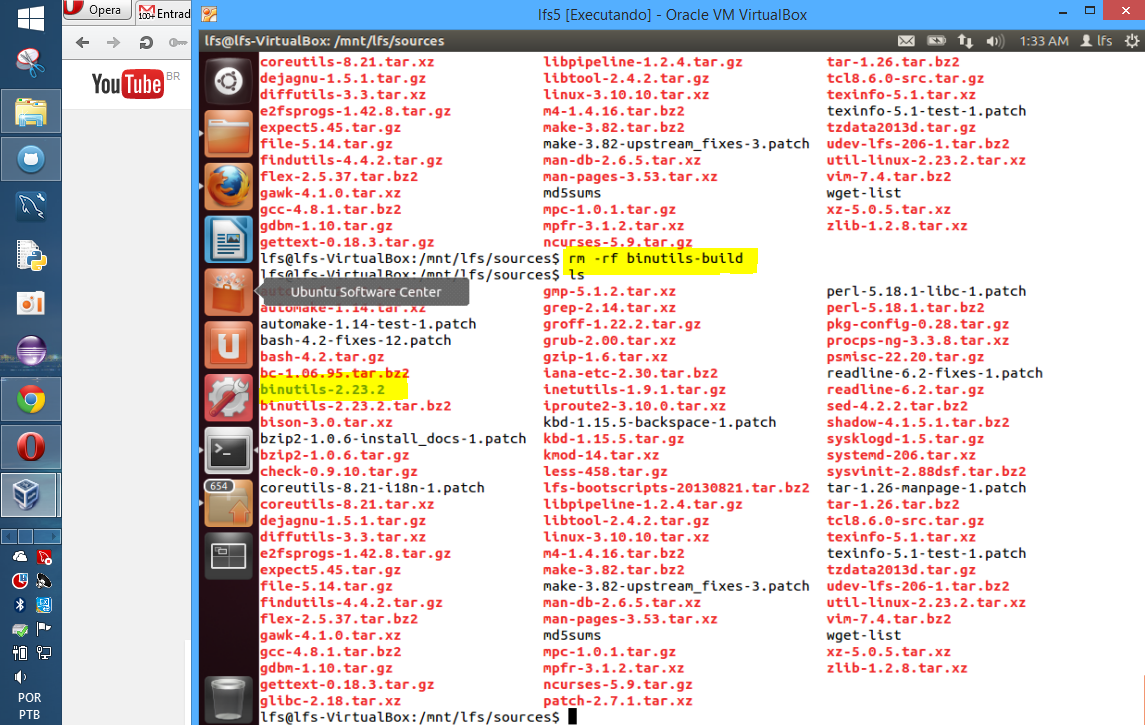 Opera
100+ Entrad
lfs5 [Executando] - Oracle VM VirtualBox
You Tube BR
lfs@lfs-VirtualBox: /mnt/lfs/sources 1:33 AM lfs
coreutils-8.21.tar.xz libpipeline-1.2.4.tar.gz tar-1.26.tar.bz2
dejagnu-1.5.1.tar.gz libtool-2.4.2.tar.gz tcl8.6.0-src.tar.gz
diffutils-3.3.tar.xz linux-3.10.10.tar.xz texinfo-5.1.tar.xz
e2fsprogs-1.42.8.tar.gz m4-1.4.16.tar.bz2 texinfo-5.1-test-1.patch
expect5.45.tar.gz make-3.82.tar.bz2 tzdata2013d.tar.gz
file-5.14.tar.gz make-3.82-upstream_fixes-3.patch udev-lfs-206-1.tar.bz2
findutils-4.4.2.tar.gz man-db-2.6.5.tar.xz util-linux-2.23.2.tar.xz
flex-2.5.37.tar.bz2 man-pages-3.53.tar.xz vim-7.4.tar.bz2
gawk-4.1.0.tar.xz md5sums wget-list
gcc-4.8.1.tar.bz2 mpc-1.0.1.tar.gz xz-5.0.5.tar.xz
gdbm-1.10.tar.gz mpfr-3.1.2.tar.xz zlib-1.2.8.tar.xz
gettext-0.18.3.tar.gz ncurses-5.9.tar.gz
lfs@lfs-VirtualBox:/mnt/lfs/sources$ rm -rf binutils-build
lfs@lfs-VirtualBox:/mnt/lfs/sources$ ls
Ubuntu Software Center
gmp-5.1.2.tar.xz perl-5.18.1-libc-1.patch
automake-1.14.tar.xz grep-2.14.tar.xz perl-5.18.1.tar.bz2
automake-1.14-test-1.patch groff-1.22.2.tar.gz pkg-config-0.28.tar.gz
bash-4.2-fixes-12.patch grub-2.00.tar.xz procps-ng-3.3.8.tar.xz
bash-4.2.tar.gz gzip-1.6.tar.xz psmisc-22.20.tar.gz
bc-1.06.95.tar.bz2 iana-etc-2.30.tar.bz2 readline-6.2-fixes-1.patch
binutils-2.23.2 inetutils-1.9.1.tar.gz readline-6.2.tar.gz
binutils-2.23.2.tar.bz2 iproute2-3.10.0.tar.xz sed-4.2.2.tar.bz2
bison-3.0.tar.xz kbd-1.15.5-backspace-1.patch shadow-4.1.5.1.tar.bz2
bzip2-1.0.6-install_docs-1.patch kbd-1.15.5.tar.gz sysklogd-1.5.tar.gz
bzip2-1.0.6.tar.gz kmod-14.tar.xz systemd-206.tar.xz
check-0.9.10.tar.gz less-458.tar.gz sysvinit-2.88dsf.tar.bz2
654
coreutils-8.21-i18n-1.patch lfs-bootscripts-20130821.tar.bz2 tar-1.26-manpage-1.patch
coreutils-8.21.tar.xz libpipeline-1.2.4.tar.gz tar-1.26.tar.bz2
dejagnu-1.5.1.tar.gz libtool-2.4.2.tar.gz tcl8.6.0-src.tar.gz
diffutils-3.3.tar.xz linux-3.10.10.tar.xz texinfo-5.1.tar.xz
e2fsprogs-1.42.8.tar.gz m4-1.4.16.tar.bz2 texinfo-5.1-test-1.patch
expect5.45.tar.gz make-3.82.tar.bz2 tzdata2013d.tar.gz
file-5.14.tar.gz make-3.82-upstream_fixes-3.patch udev-lfs-206-1.tar.bz2
findutils-4.4.2.tar.gz man-db-2.6.5.tar.xz util-linux-2.23.2.tar.xz
flex-2.5.37.tar.bz2 man-pages-3.53.tar.xz vim-7.4.tar.bz2
gawk-4.1.0.tar.xz md5sums wget-list
gcc-4.8.1.tar.bz2 mpc-1.0.1.tar.gz xz-5.0.5.tar.xz
gdbm-1.10.tar.gz mpfr-3.1.2.tar.xz zlib-1.2.8.tar.xz
gettext-0.18.3.tar.gz ncurses-5.9.tar.gz
glibc-2.18.tar.xz patch-2.7.1.tar.xz
lfs@lfs-VirtualBox:/mnt/lfs/sources$
POR
PTB